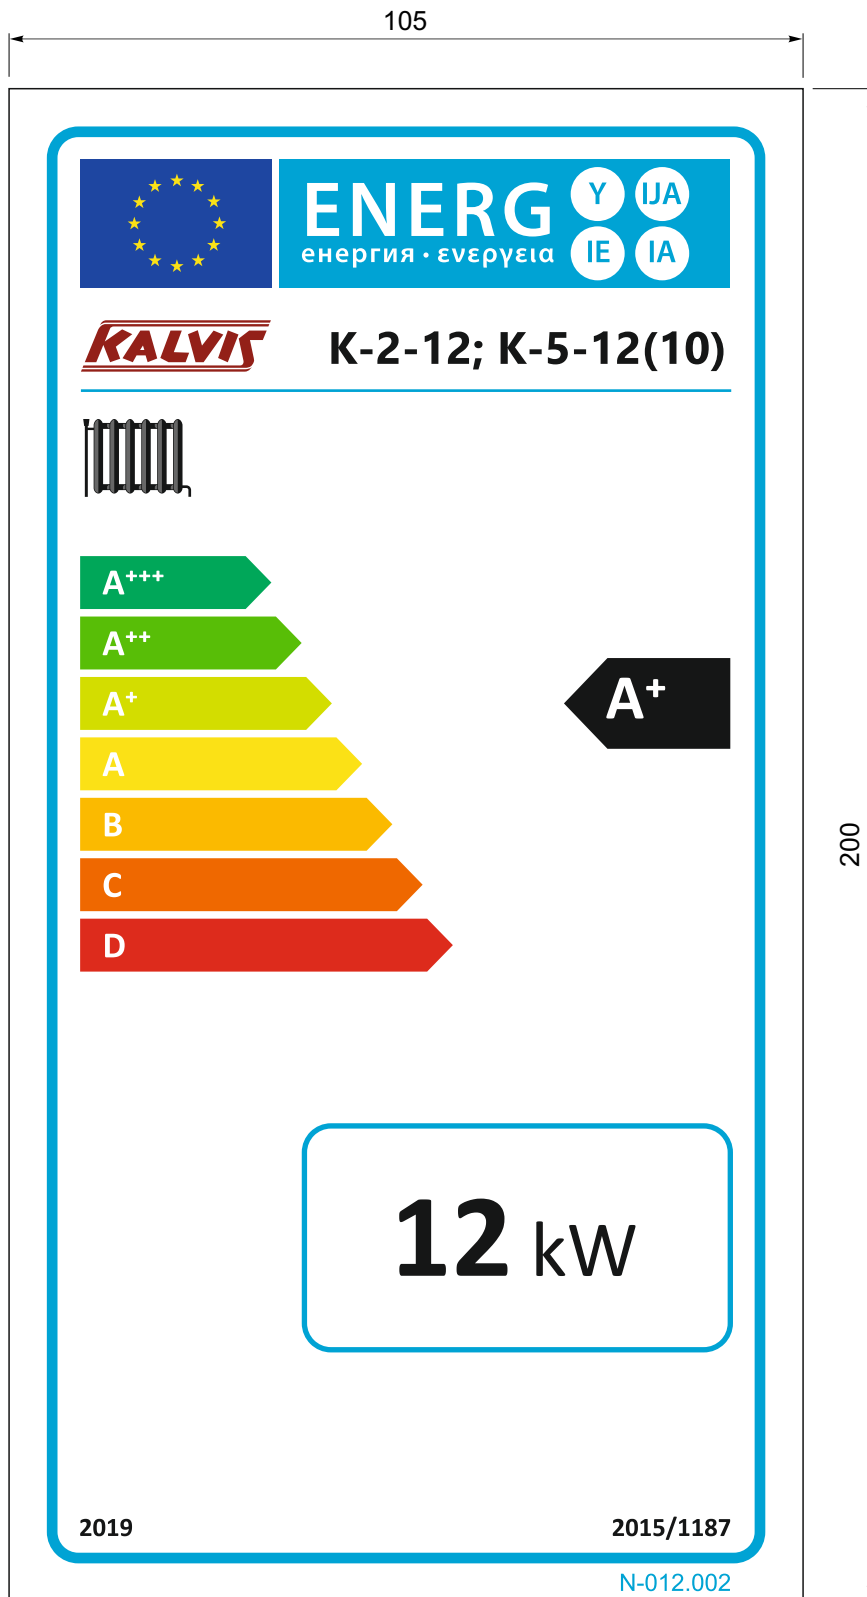 105
ENERG
енергия · ενεργεια
Y IJA
IE IA
KALVIS
K-2-12; K-5-12(10)
A+++
A++
A+
A+
A
B
C
D
200
12 kW
2019
2015/1187
N-012.002